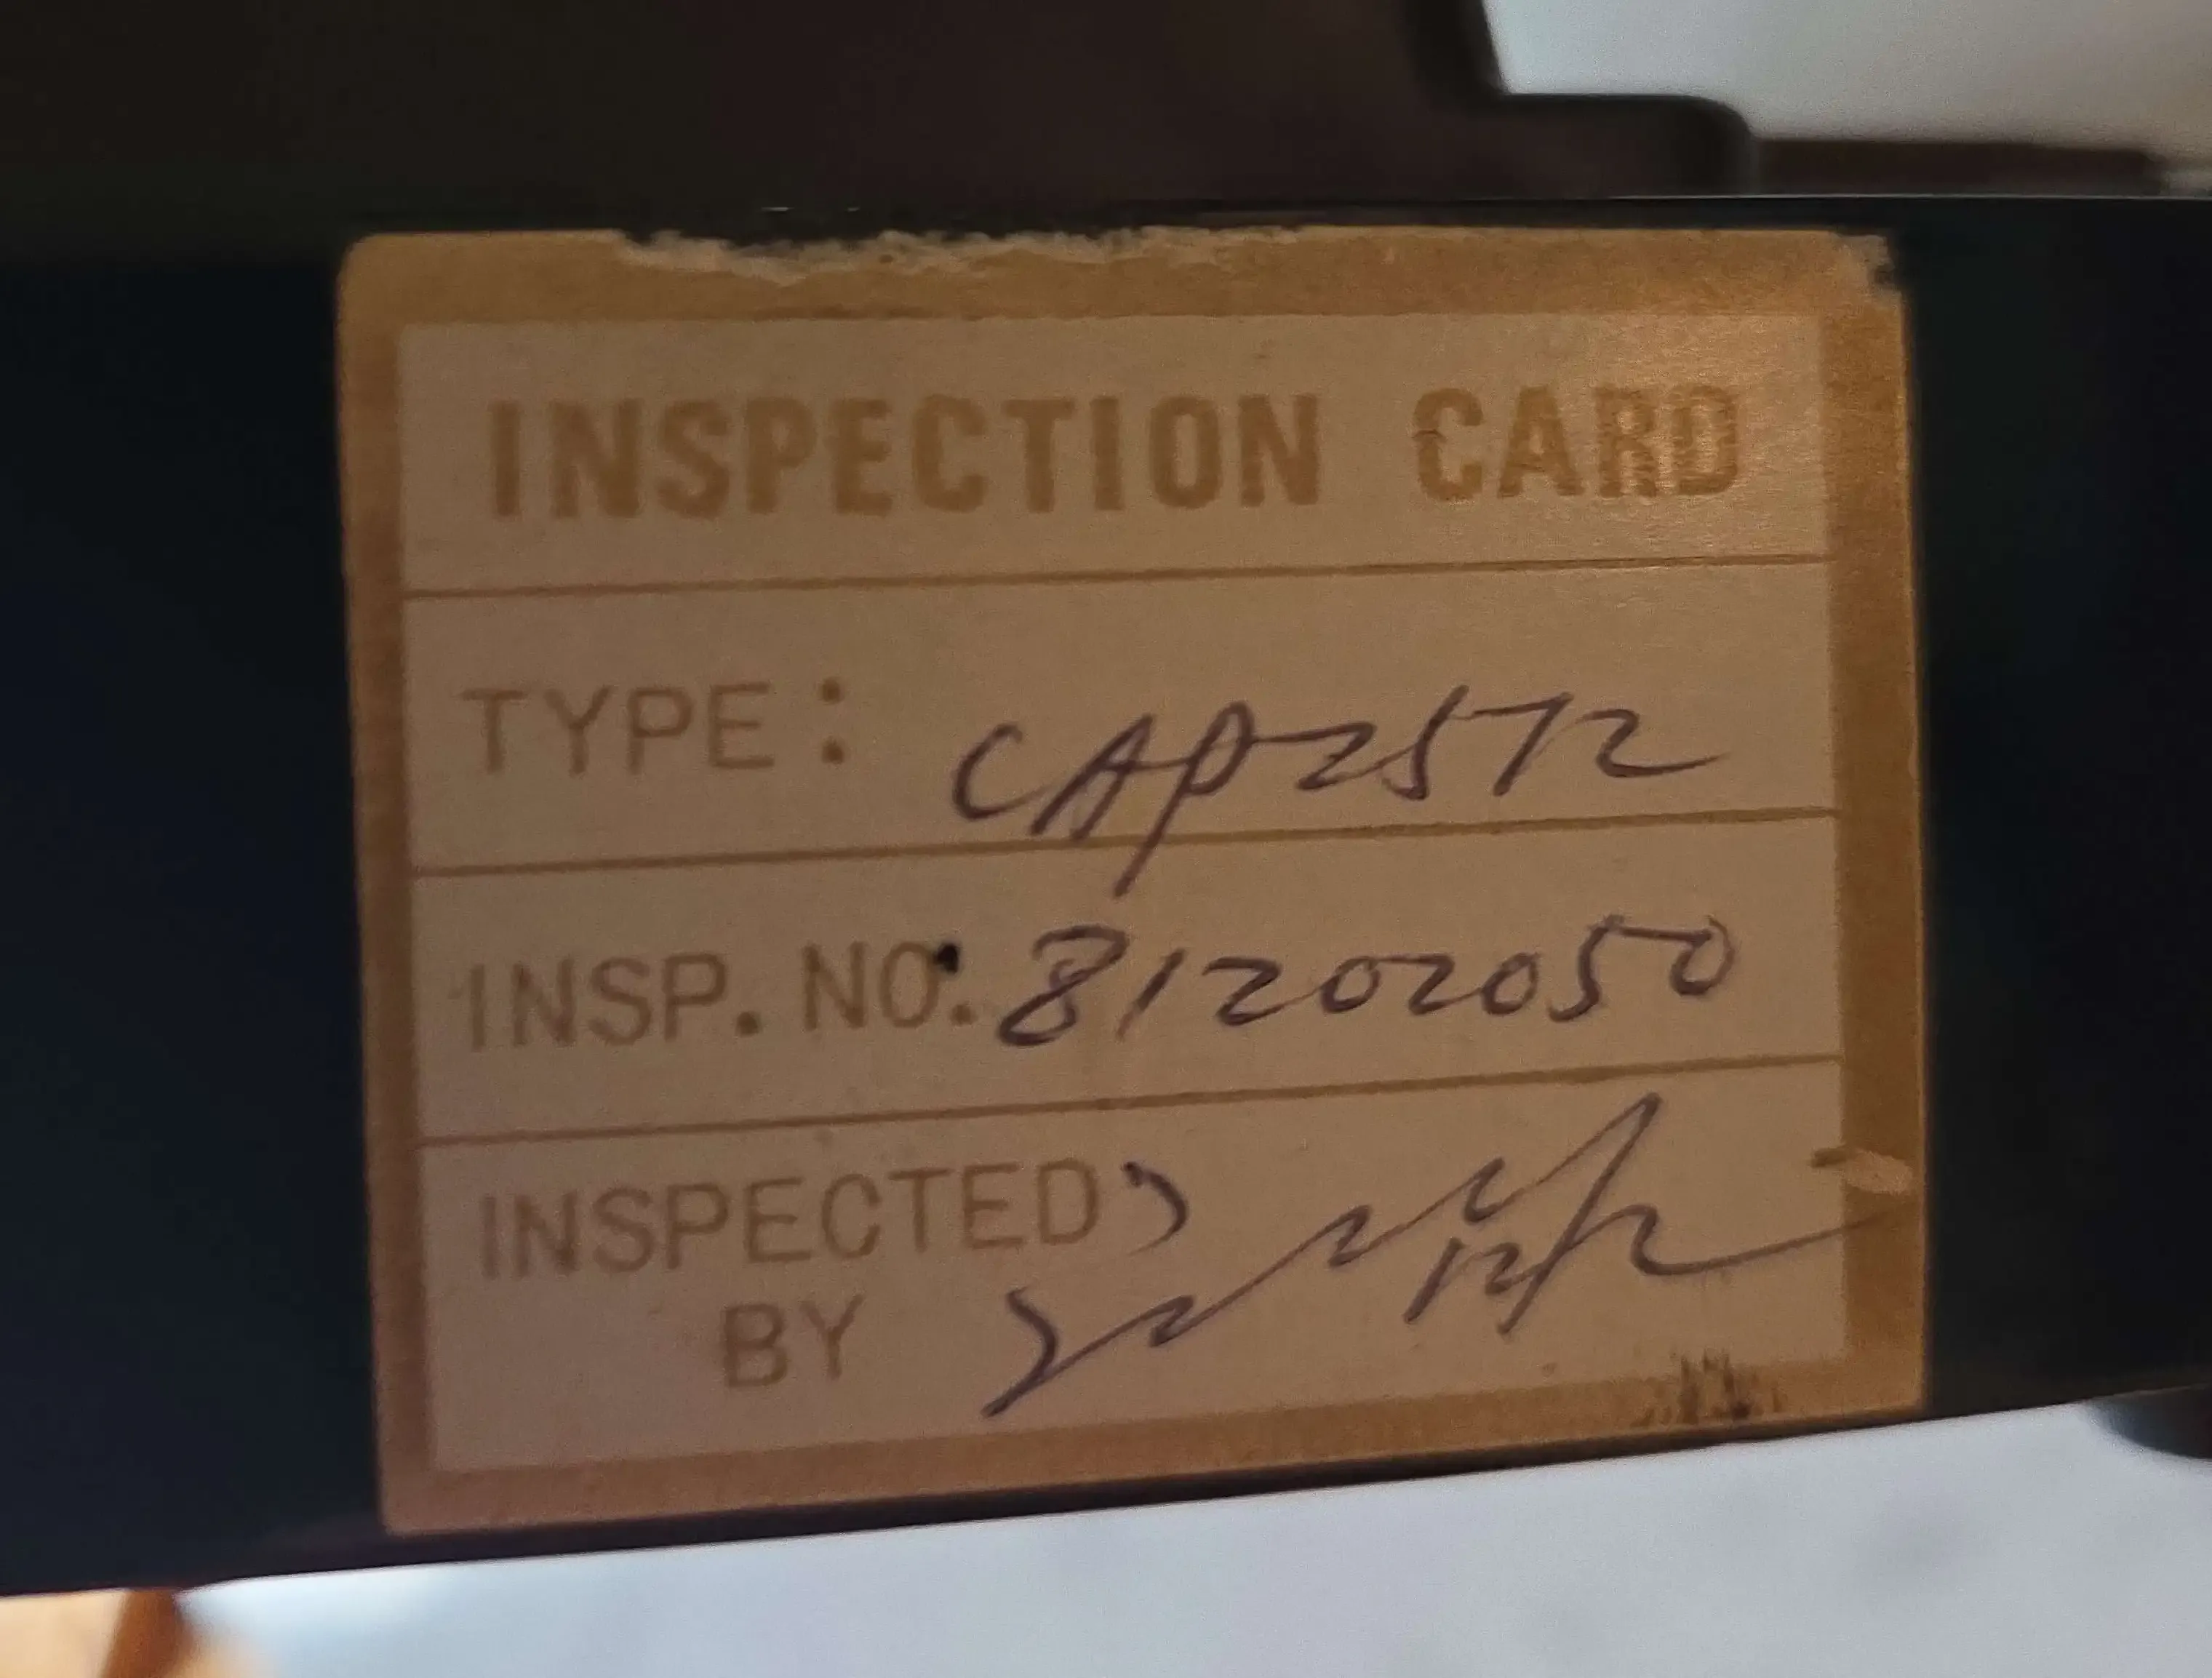 INSPECTION CARD
TYPE: CAP2572
INSP. NO. 81202050
INSPECTED
BY